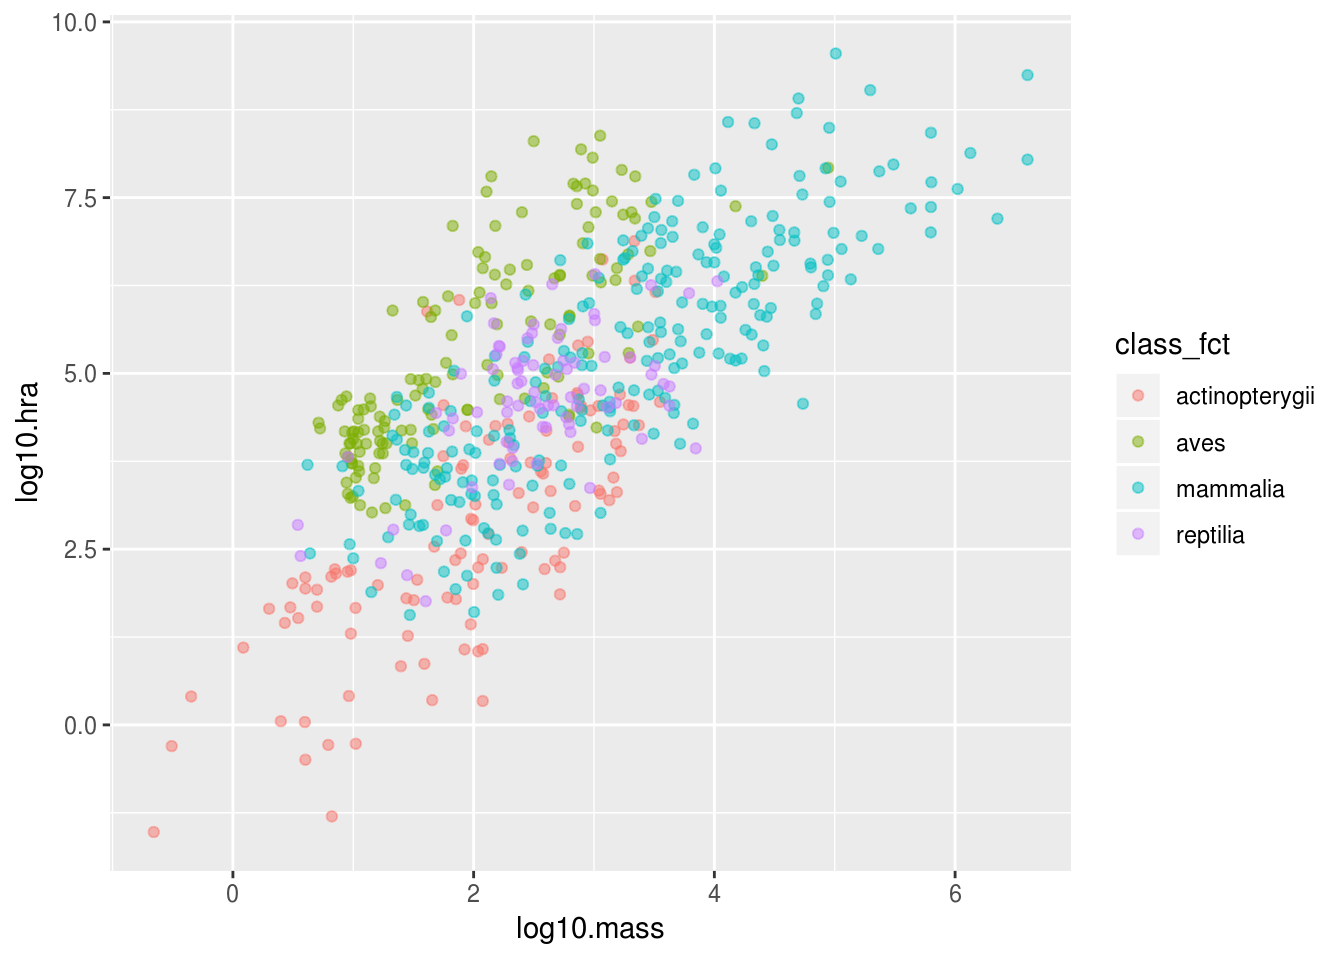 10.0
7.5
5.0
2.5
0.0
log10.hra
0 2 4 6
log10.mass
class_fct
actinopterygii
aves
mammalia
reptilia